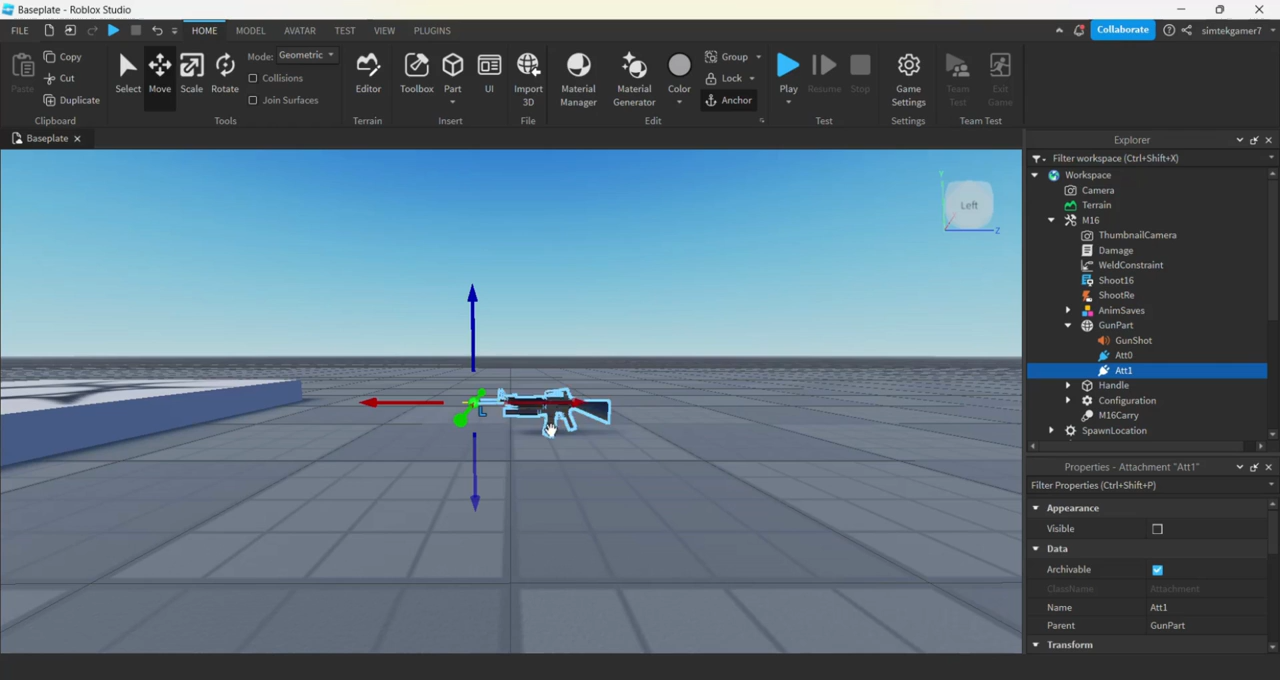 Baseplate - Roblox Studio
FILE HOME MODEL AVATAR TEST VIEW PLUGINS Collaborate simtekgamer7
Paste Copy Cut Duplicate
Select Move Scale Rotate
Mode: Geometric
Collisions
Join Surfaces
Editor
Toolbox Part UI
Import 3D
Material Manager
Material Generator
Color
Group
Lock
Anchor
Play Resume Stop
Game Settings
Team Test
Exit Game
Clipboard Tools Terrain Insert File Edit Test Settings Team Test
Baseplate
Left
Y
Z
L
Explorer
Filter workspace (Ctrl+Shift+X)
Workspace
Camera
Terrain
M16
ThumbnailCamera
Damage
WeldConstraint
Shoot16
ShootRe
AnimSaves
GunPart
GunShot
Att0
Att1
Handle
Configuration
M16Carry
SpawnLocation
Properties - Attachment "Att1"
Filter Properties (Ctrl+Shift+P)
Appearance
Visible
Data
Archivable
ClassName Attachment
Name Att1
Parent GunPart
Transform